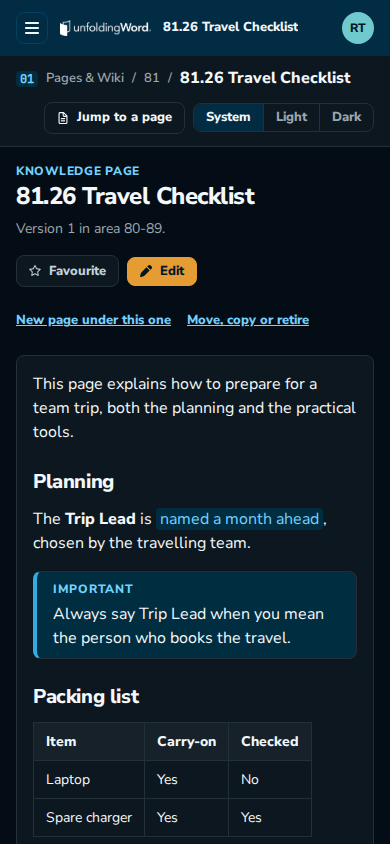 unfoldingWord. 81.26 Travel Checklist RT
01 Pages & Wiki / 81 / 81.26 Travel Checklist
Jump to a page System Light Dark
KNOWLEDGE PAGE
81.26 Travel Checklist
Version 1 in area 80-89.
Favourite Edit
New page under this one Move, copy or retire
This page explains how to prepare for a
team trip, both the planning and the practical
tools.
Planning
The Trip Lead is named a month ahead,
chosen by the travelling team.
IMPORTANT
Always say Trip Lead when you mean
the person who books the travel.
Packing list
Item Carry-on Checked
Laptop Yes No
Spare charger Yes Yes